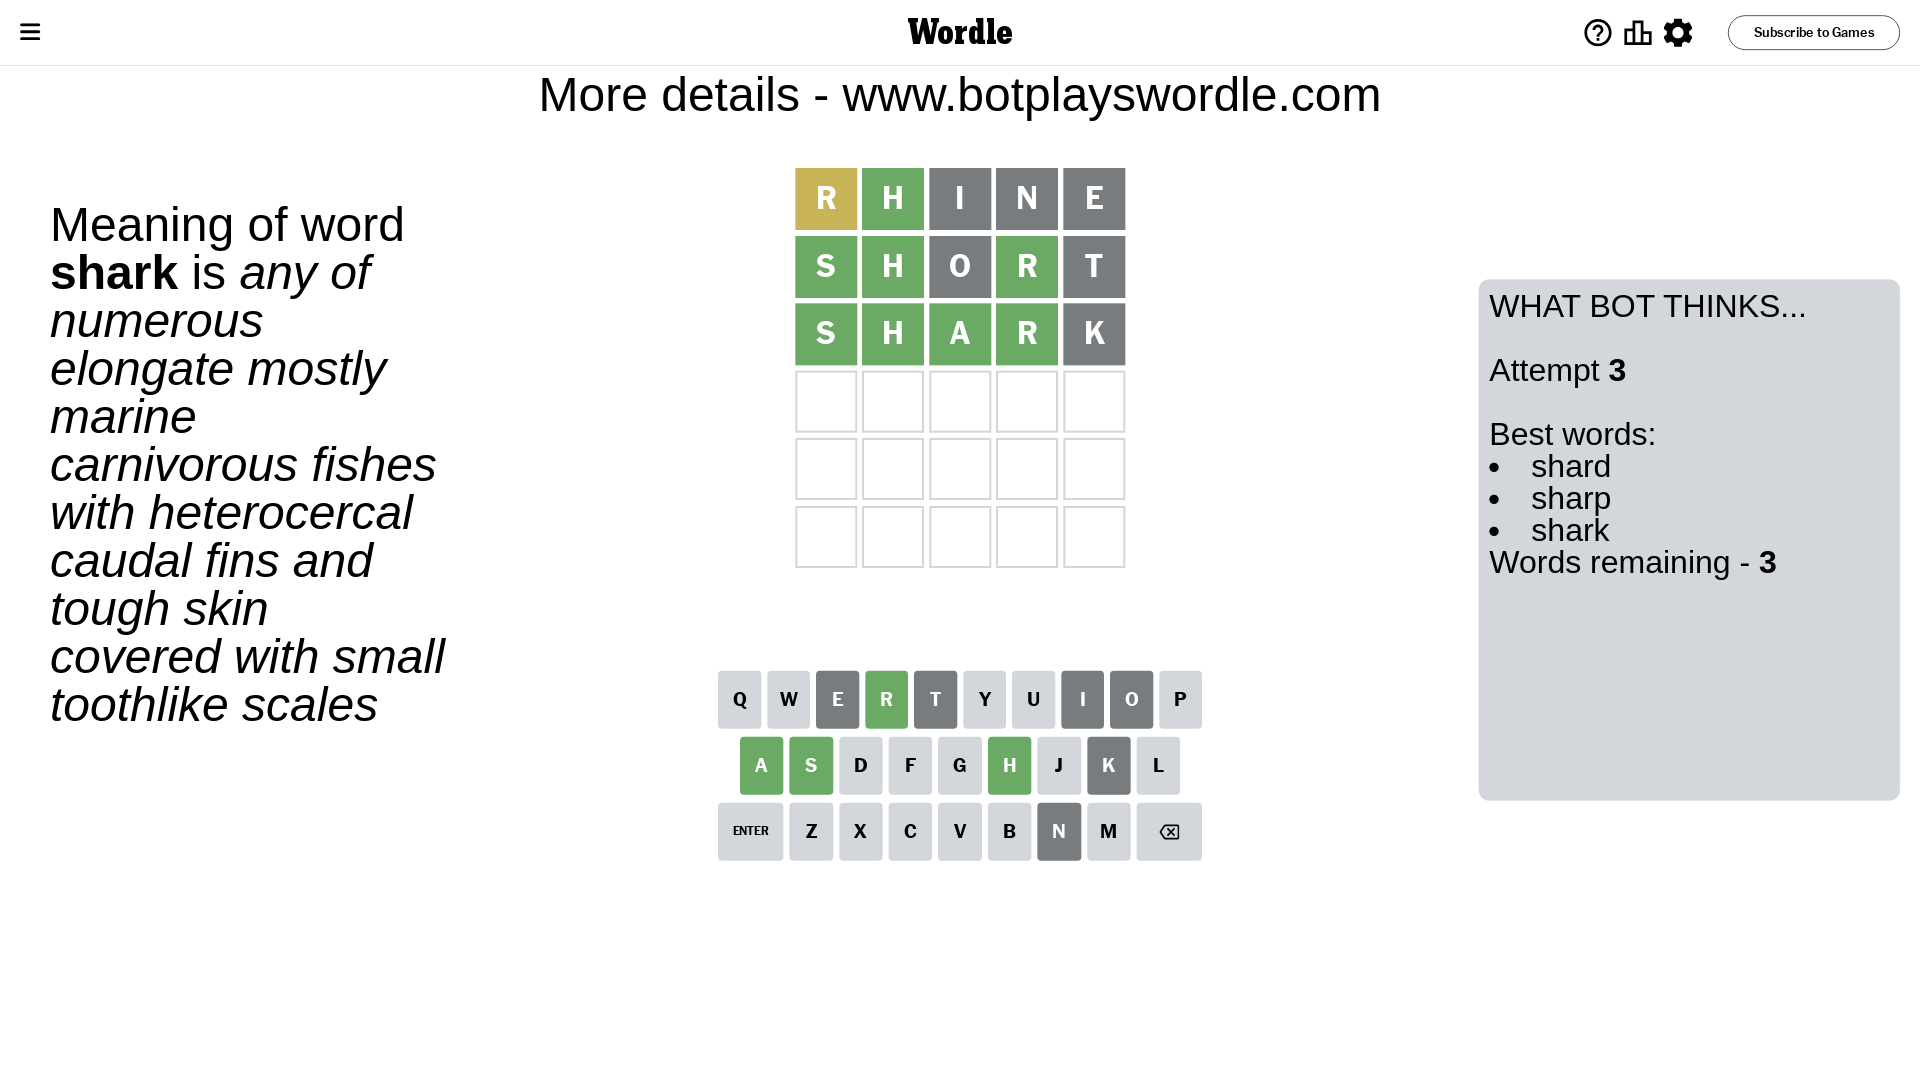 Wordle
Subscribe to Games
More details - www.botplayswordle.com
Meaning of word
shark is any of
numerous
elongate mostly
marine
carnivorous fishes
with heterocercal
caudal fins and
tough skin
covered with small
toothlike scales
R H I N E
S H O R T
S H A R K
WHAT BOT THINKS...
Attempt 3
Best words:
• shard
• sharp
• shark
Words remaining - 3
Q W E R T Y U I O P
A S D F G H J K L
ENTER Z X C V B N M